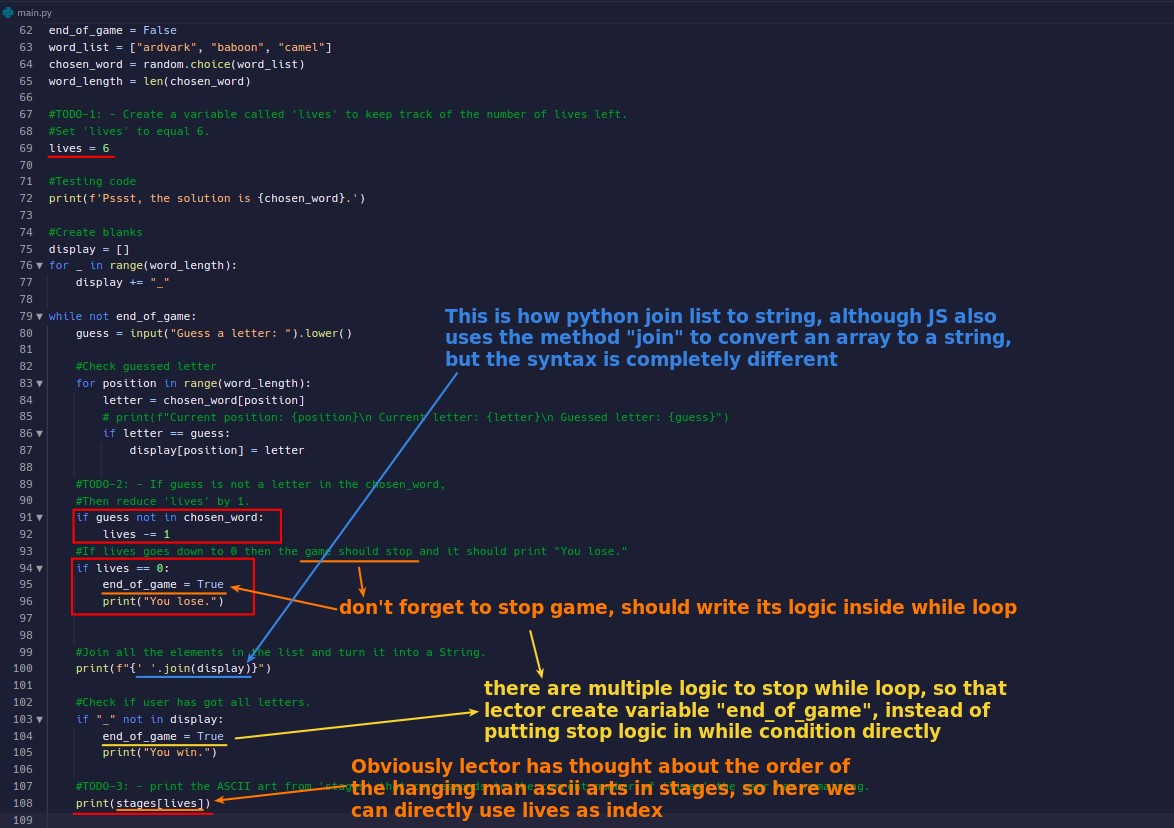 main.py
62 end_of_game = False
63 word_list = ["ardvark", "baboon", "camel"]
64 chosen_word = random.choice(word_list)
65 word_length = len(chosen_word)
66
67 #TODO-1: - Create a variable called 'lives' to keep track of the number of lives left.
68 #Set 'lives' to equal 6.
69 lives = 6
70
71 #Testing code
72 print(f'Pssst, the solution is {chosen_word}.')
73
74 #Create blanks
75 display = []
76 for _ in range(word_length):
77     display += "_"
78
79 while not end_of_game:
80     guess = input("Guess a letter: ").lower()
81
82     #Check guessed letter
83     for position in range(word_length):
84         letter = chosen_word[position]
85         # print(f"Current position: {position}\n Current letter: {letter}\n Guessed letter: {guess}")
86         if letter == guess:
87             display[position] = letter
88
89     #TODO-2: - If guess is not a letter in the chosen_word,
90     #Then reduce 'lives' by 1.
91     if guess not in chosen_word:
92         lives -= 1
93     #If lives goes down to 0 then the game should stop and it should print "You lose."
94     if lives == 0:
95         end_of_game = True
96         print("You lose.")
97
98
99     #Join all the elements in the list and turn it into a String.
100     print(f"{' '.join(display)}")
101
102     #Check if user has got all letters.
103     if "_" not in display:
104         end_of_game = True
105         print("You win.")
106
107     #TODO-3: - print the ASCII art from
108     print(stages[lives])
109
This is how python join list to string, although JS also
uses the method "join" to convert an array to a string,
but the syntax is completely different
don't forget to stop game, should write its logic inside while loop
there are multiple logic to stop while loop, so that
lector create variable "end_of_game", instead of
putting stop logic in while condition directly
Obviously lector has thought about the order of
the hanging man ascii arts in stages, so here we
can directly use lives as index